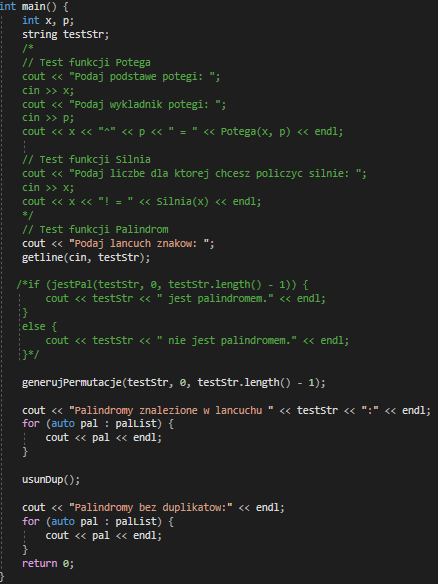 int main() {
int x, p;
string testStr;
/*
// Test funkcji Potega
cout << "Podaj podstawe potegi: ";
cin >> x;
cout << "Podaj wykladnik potegi: ";
cin >> p;
cout << x << "^" << p << " = " << Potega(x, p) << endl;
// Test funkcji Silnia
cout << "Podaj liczbe dla ktorej chcesz policzyc silnie: ";
cin >> x;
cout << x << "! = " << Silnia(x) << endl;
*/
// Test funkcji Palindrom
cout << "Podaj lancuch znakow: ";
getline(cin, testStr);
/*if (jestPal(testStr, 0, testStr.length() - 1)) {
cout << testStr << " jest palindromem." << endl;
}
else {
cout << testStr << " nie jest palindromem." << endl;
}*/
generujPermutacje(testStr, 0, testStr.length() - 1);
cout << "Palindromy znalezione w lancuchu " << testStr << ":" << endl;
for (auto pal : palList) {
cout << pal << endl;
}
usunDup();
cout << "Palindromy bez duplikatow:" << endl;
for (auto pal : palList) {
cout << pal << endl;
}
return 0;
}